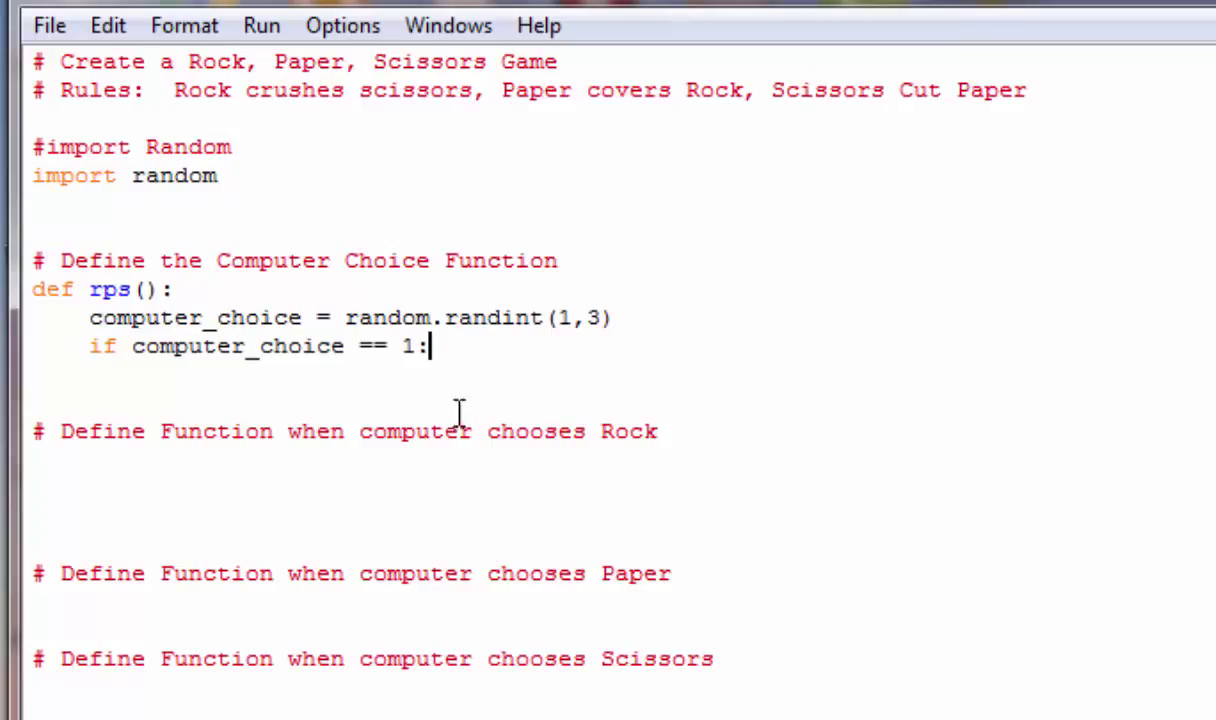 File Edit Format Run Options Windows Help
# Create a Rock, Paper, Scissors Game
# Rules:  Rock crushes scissors, Paper covers Rock, Scissors Cut Paper
#import Random
import random
# Define the Computer Choice Function
def rps():
    computer_choice = random.randint(1,3)
    if computer_choice == 1:
# Define Function when computer chooses Rock
# Define Function when computer chooses Paper
# Define Function when computer chooses Scissors